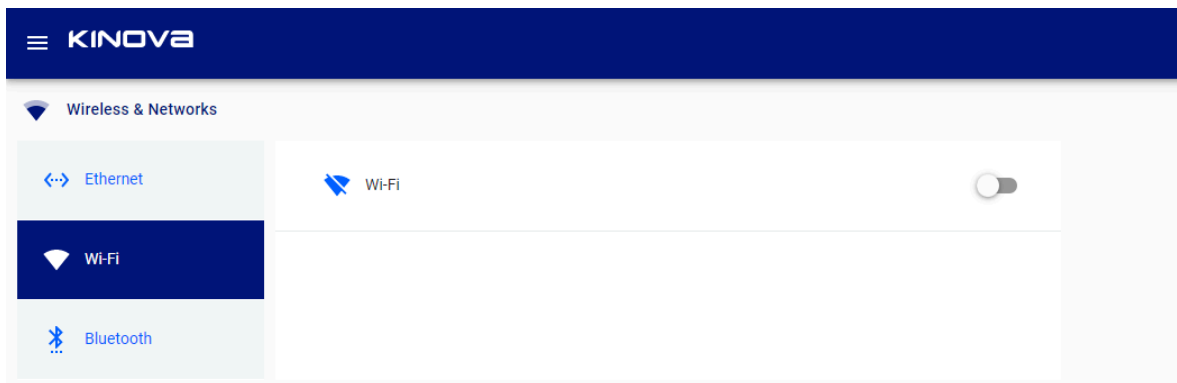 KINOVA
Wireless & Networks
Ethernet
Wi-Fi
Wi-Fi
Bluetooth